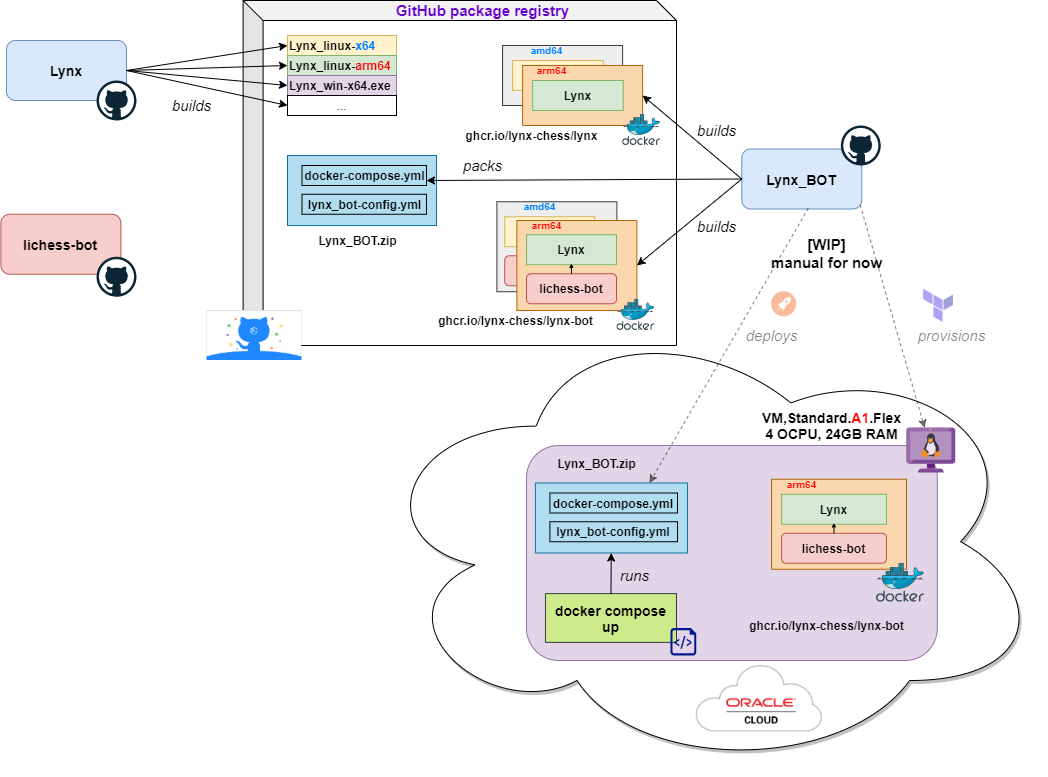 GitHub package registry
Lynx
builds
Lynx_linux-x64
Lynx_linux-arm64
Lynx_win-x64.exe
...
amd64
arm64
Lynx
ghcr.io/lynx-chess/lynx
docker
builds
packs
Lynx_BOT
docker-compose.yml
lynx_bot-config.yml
Lynx_BOT.zip
lichess-bot
amd64
arm64
Lynx
lichess-bot
ghcr.io/lynx-chess/lynx-bot
docker
builds
[WIP]
manual for now
deploys
provisions
VM,Standard.A1.Flex
4 OCPU, 24GB RAM
Lynx_BOT.zip
docker-compose.yml
lynx_bot-config.yml
runs
docker compose
up
</>
arm64
Lynx
lichess-bot
docker
ghcr.io/lynx-chess/lynx-bot
ORACLE
CLOUD